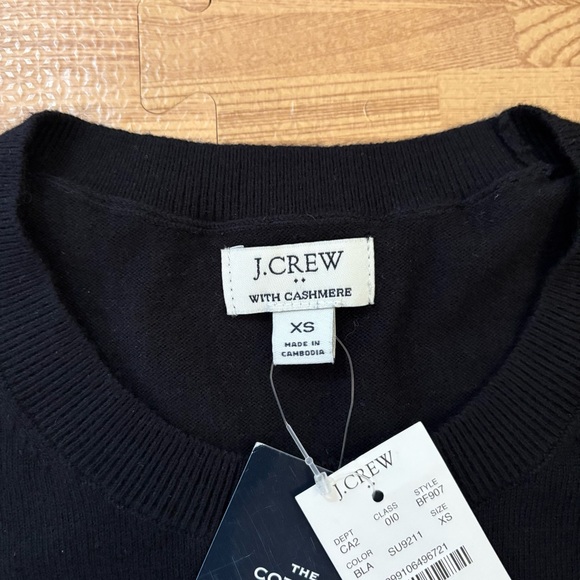 J.CREW
WITH CASHMERE
XS
MADE IN
CAMBODIA
THE
J.CREW
DEPT CLASS STYLE
CA2 010 BF907
COLOR SIZE
BLA SU9211 XS
99106496721